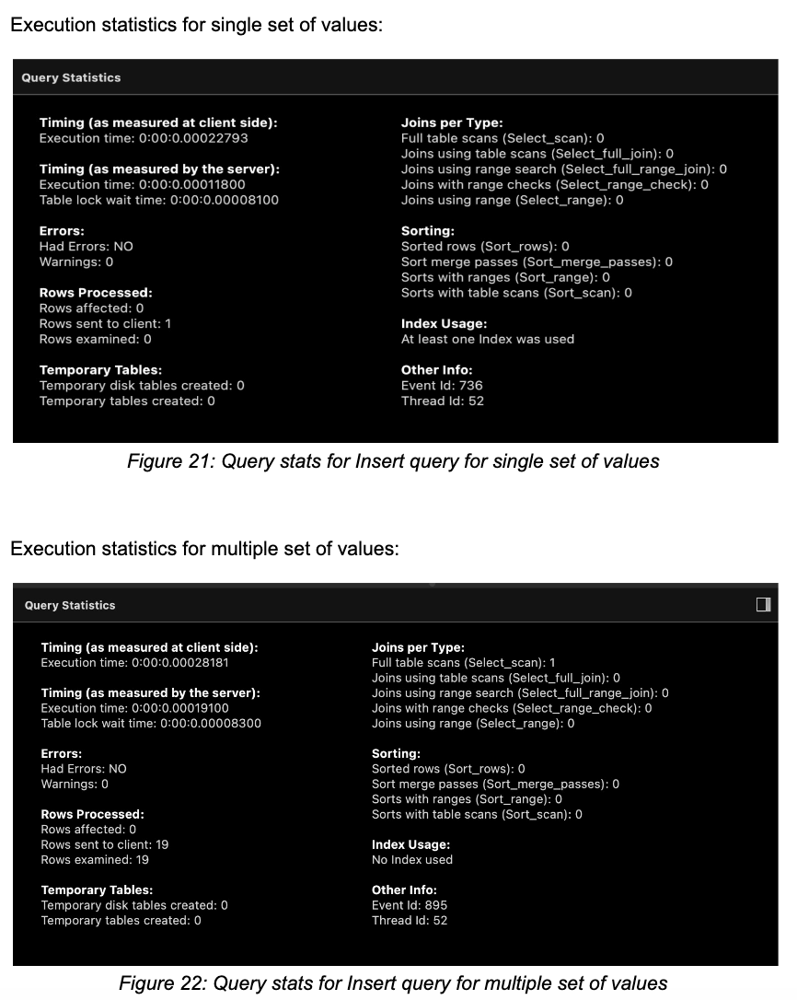 Execution statistics for single set of values:
Query Statistics
Timing (as measured at client side):
Execution time: 0:00:0.00022793
Timing (as measured by the server):
Execution time: 0:00:0.00011800
Table lock wait time: 0:00:0.00008100
Errors:
Had Errors: NO
Warnings: 0
Rows Processed:
Rows affected: 0
Rows sent to client: 1
Rows examined: 0
Temporary Tables:
Temporary disk tables created: 0
Temporary tables created: 0
Joins per Type:
Full table scans (Select_scan): 0
Joins using table scans (Select_full_join): 0
Joins using range search (Select_full_range_join): 0
Joins with range checks (Select_range_check): 0
Joins using range (Select_range): 0
Sorting:
Sorted rows (Sort_rows): 0
Sort merge passes (Sort_merge_passes): 0
Sorts with ranges (Sort_range): 0
Sorts with table scans (Sort_scan): 0
Index Usage:
At least one Index was used
Other Info:
Event Id: 736
Thread Id: 52
Figure 21: Query stats for Insert query for single set of values
Execution statistics for multiple set of values:
Query Statistics
Timing (as measured at client side):
Execution time: 0:00:0.00028181
Timing (as measured by the server):
Execution time: 0:00:0.00019100
Table lock wait time: 0:00:0.00008300
Errors:
Had Errors: NO
Warnings: 0
Rows Processed:
Rows affected: 0
Rows sent to client: 19
Rows examined: 19
Temporary Tables:
Temporary disk tables created: 0
Temporary tables created: 0
Joins per Type:
Full table scans (Select_scan): 1
Joins using table scans (Select_full_join): 0
Joins using range search (Select_full_range_join): 0
Joins with range checks (Select_range_check): 0
Joins using range (Select_range): 0
Sorting:
Sorted rows (Sort_rows): 0
Sort merge passes (Sort_merge_passes): 0
Sorts with ranges (Sort_range): 0
Sorts with table scans (Sort_scan): 0
Index Usage:
No Index used
Other Info:
Event Id: 895
Thread Id: 52
Figure 22: Query stats for Insert query for multiple set of values